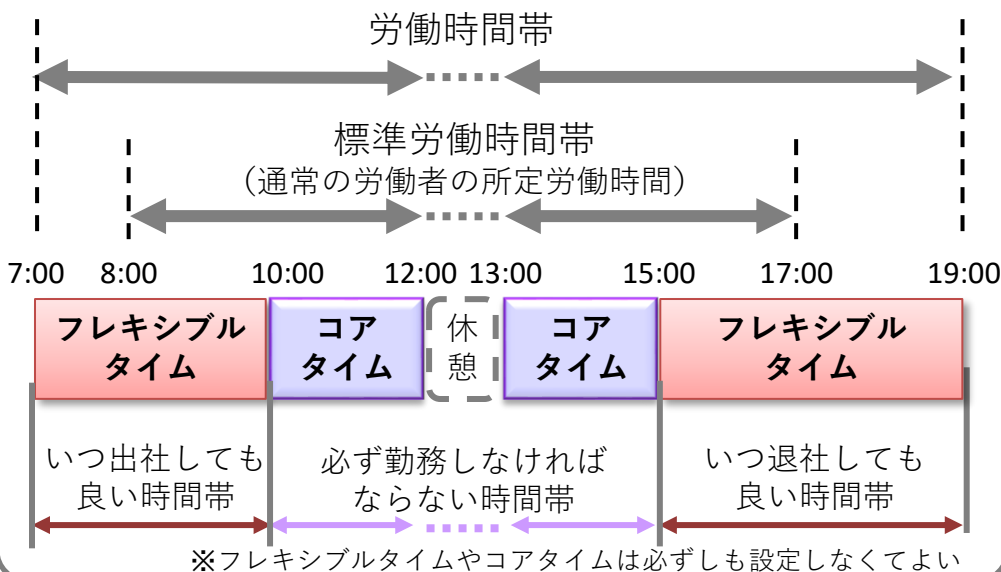 労働時間帯
標準労働時間帯
（通常の労働者の所定労働時間）
7:00 8:00 10:00 12:00 13:00 15:00 17:00 19:00
フレキシブル
タイム
コア
タイム
休
憩
コア
タイム
フレキシブル
タイム
いつ出社しても
良い時間帯
必ず勤務しなければ
ならない時間帯
いつ退社しても
良い時間帯
※フレキシブルタイムやコアタイムは必ずしも設定しなくてよい